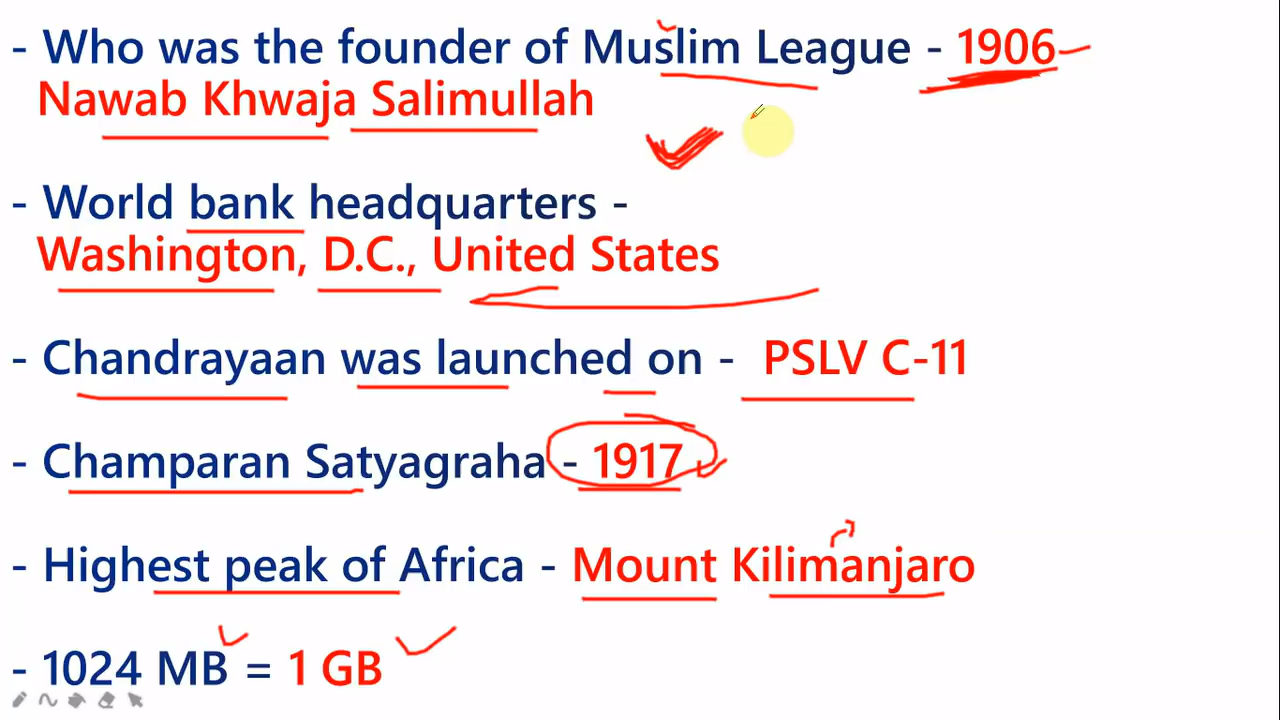 - Who was the founder of Muslim League - 1906
Nawab Khwaja Salimullah
- World bank headquarters -
Washington, D.C., United States
- Chandrayaan was launched on - PSLV C-11
- Champaran Satyagraha - 1917
- Highest peak of Africa - Mount Kilimanjaro
- 1024 MB = 1 GB